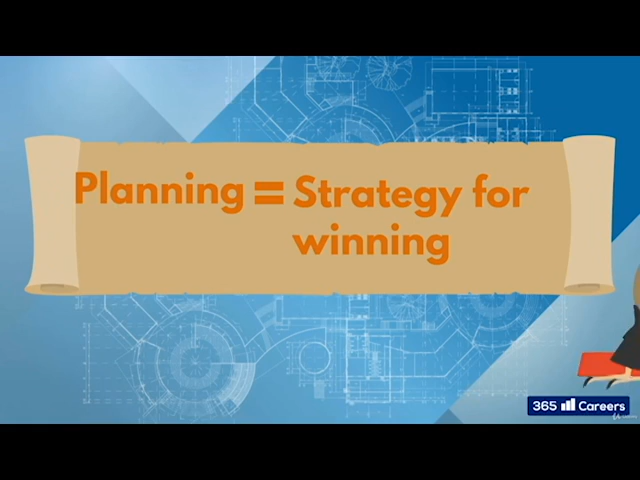 Planning = Strategy for
winning
365 Careers